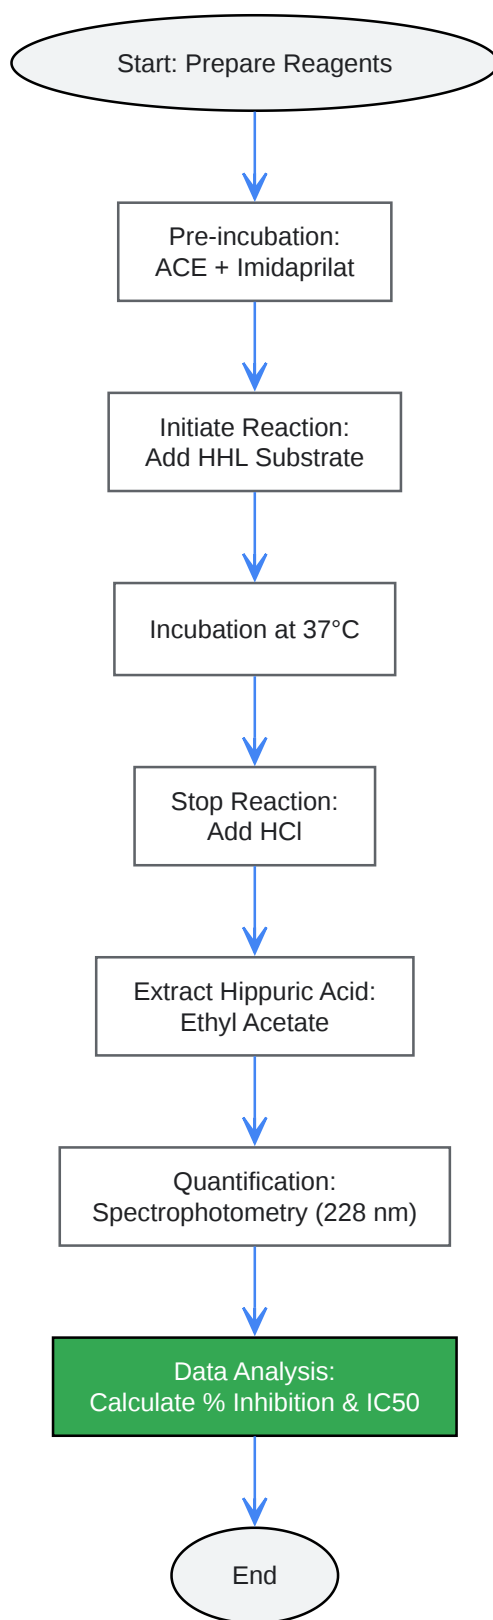 Start: Prepare Reagents
Pre-incubation:
ACE + Imidaprilat
Initiate Reaction:
Add HHL Substrate
Incubation at 37°C
Stop Reaction:
Add HCl
Extract Hippuric Acid:
Ethyl Acetate
Quantification:
Spectrophotometry (228 nm)
Data Analysis:
Calculate % Inhibition & IC50
End